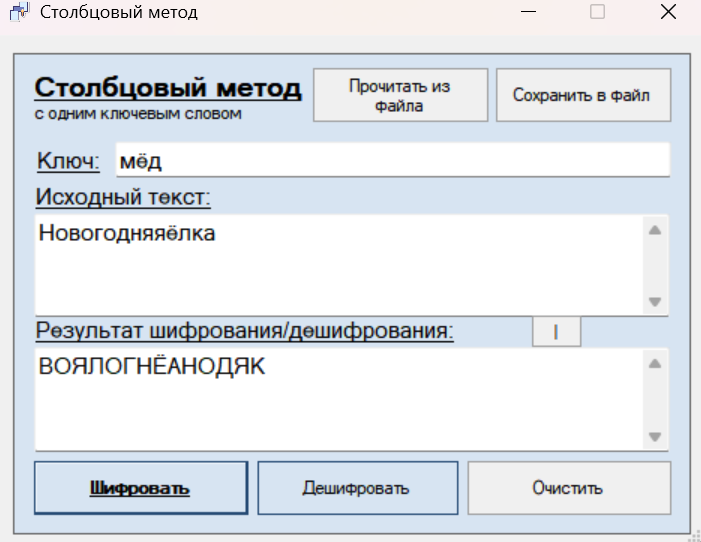 Столбцовый метод
Столбцовый метод
с одним ключевым словом
Прочитать из
файла
Сохранить в файл
Ключ:
мёд
Исходный текст:
Новогодняяёлка
Результат шифрования/дешифрования:
|
ВОЯЛОГНЁАНОДЯК
Шифровать
Дешифровать
Очистить